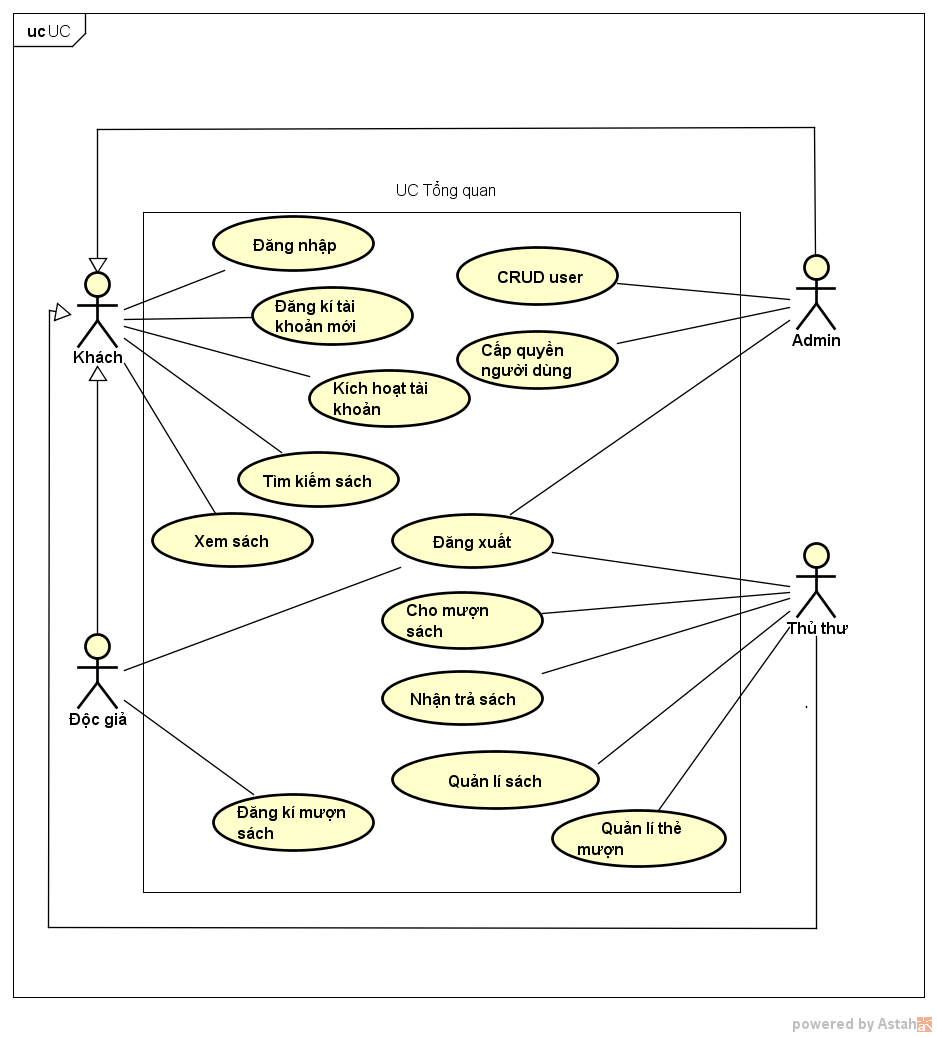 uc UC
UC Tổng quan
Đăng nhập
CRUD user
Đăng kí tài
khoản mới
Khách
Admin
Cấp quyền
người dùng
Kích hoạt tài
khoản
Tìm kiếm sách
Xem sách
Đăng xuất
Cho mượn
sách
Thủ thư
Nhận trả sách
Độc giả
Quản lí sách
Đăng kí mượn
sách
Quản lí thẻ
mượn
powered by Astah